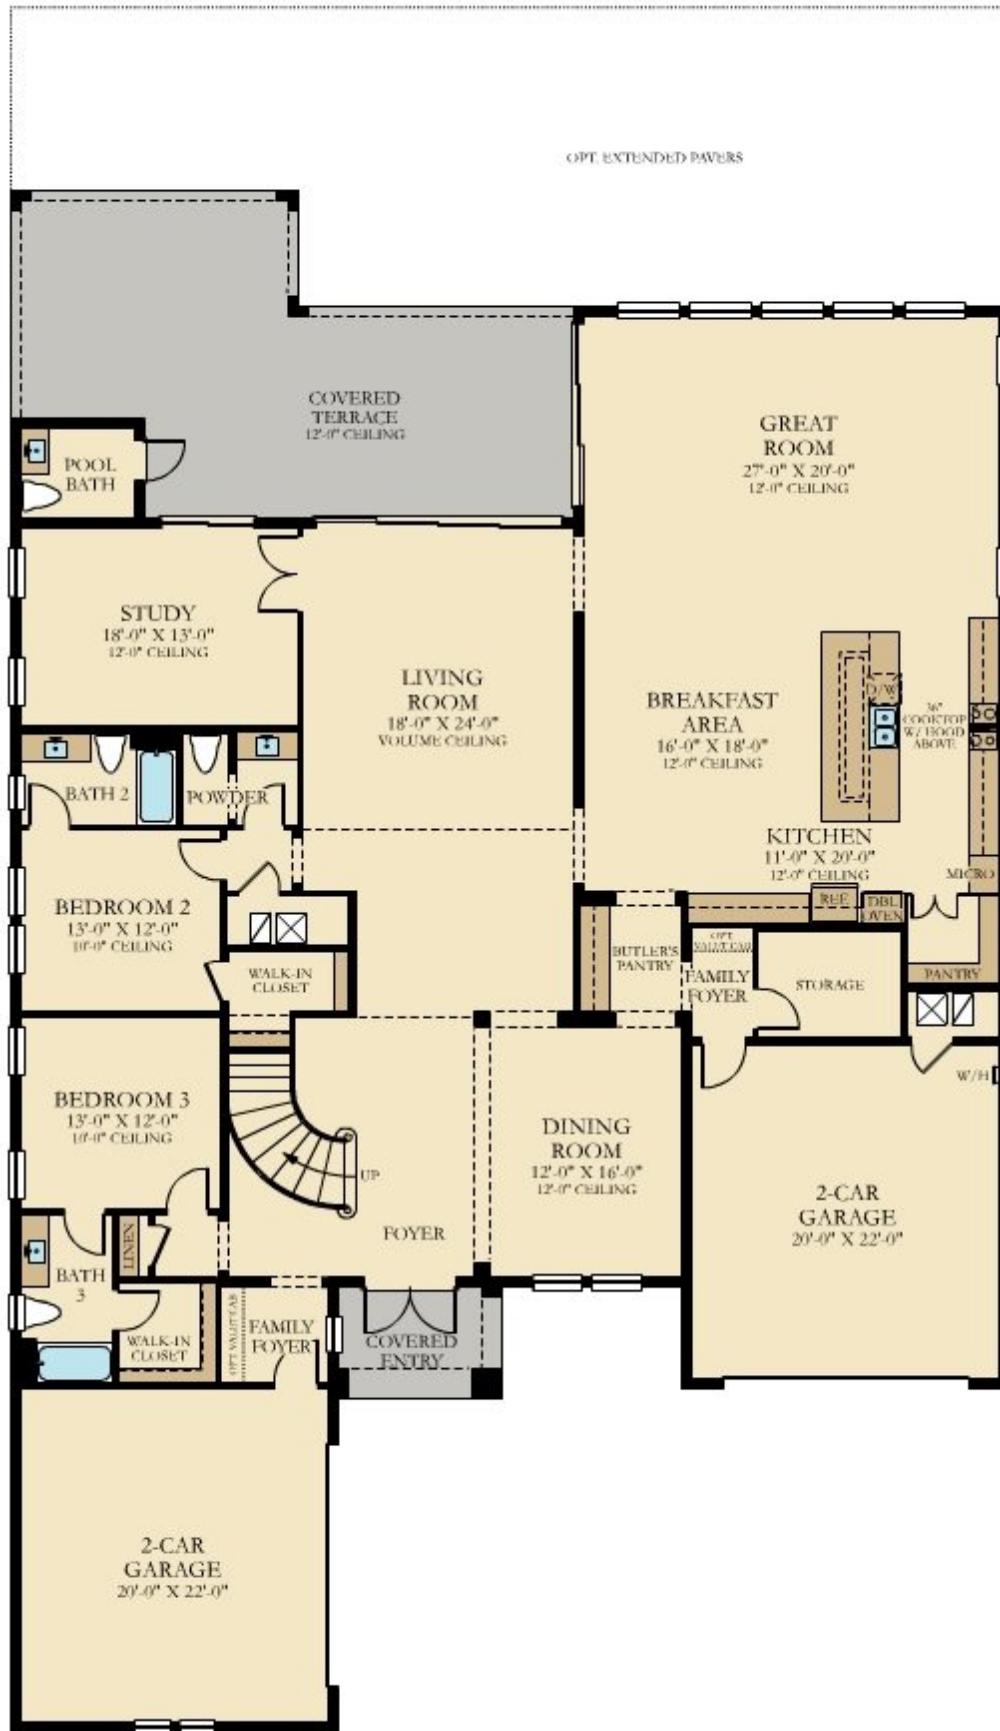 OPT. EXTENDED PAVERS
COVERED
TERRACE
12'-0" CEILING
GREAT
ROOM
27'-0" X 20'-0"
12'-0" CEILING
POOL
BATH
STUDY
18'-0" X 13'-0"
12'-0" CEILING
LIVING
ROOM
18'-0" X 24'-0"
VOLUME CEILING
BREAKFAST
AREA
16'-0" X 18'-0"
12'-0" CEILING
D/W
36"
COOKTOP
W/ HOOD
ABOVE
BATH 2
POWDER
KITCHEN
11'-0" X 20'-0"
12'-0" CEILING
MICRO
REF
DBL
OVEN
BEDROOM 2
13'-0" X 12'-0"
10'-0" CEILING
WALK-IN
CLOSET
BUTLER'S
PANTRY
OPT.
VALET CAB
FAMILY
FOYER
STORAGE
PANTRY
W/H
BEDROOM 3
13'-0" X 12'-0"
10'-0" CEILING
UP
DINING
ROOM
12'-0" X 16'-0"
12'-0" CEILING
2-CAR
GARAGE
20'-0" X 22'-0"
FOYER
LINEN
BATH
3
WALK-IN
CLOSET
OPT VALET CAB
FAMILY
FOYER
COVERED
ENTRY
2-CAR
GARAGE
20'-0" X 22'-0"